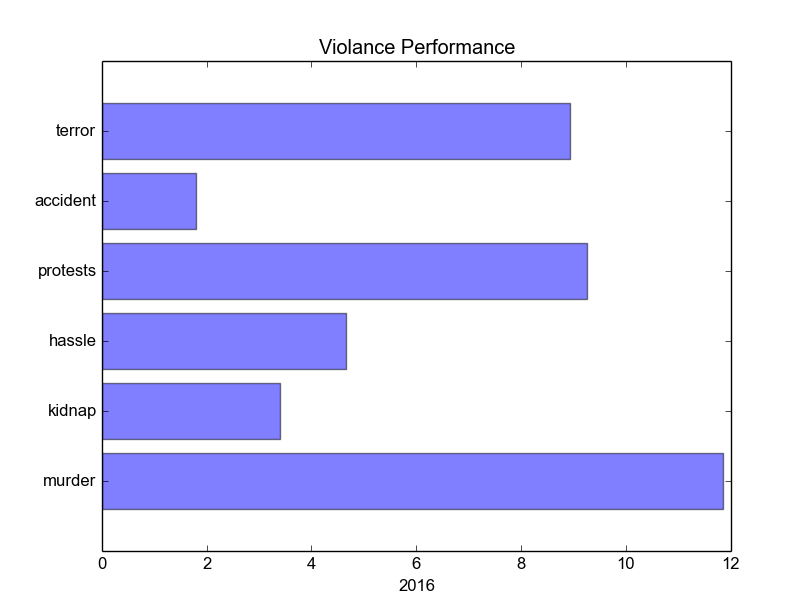 Violance Performance
terror
accident
protests
hassle
kidnap
murder
0 2 4 6 8 10 12
2016